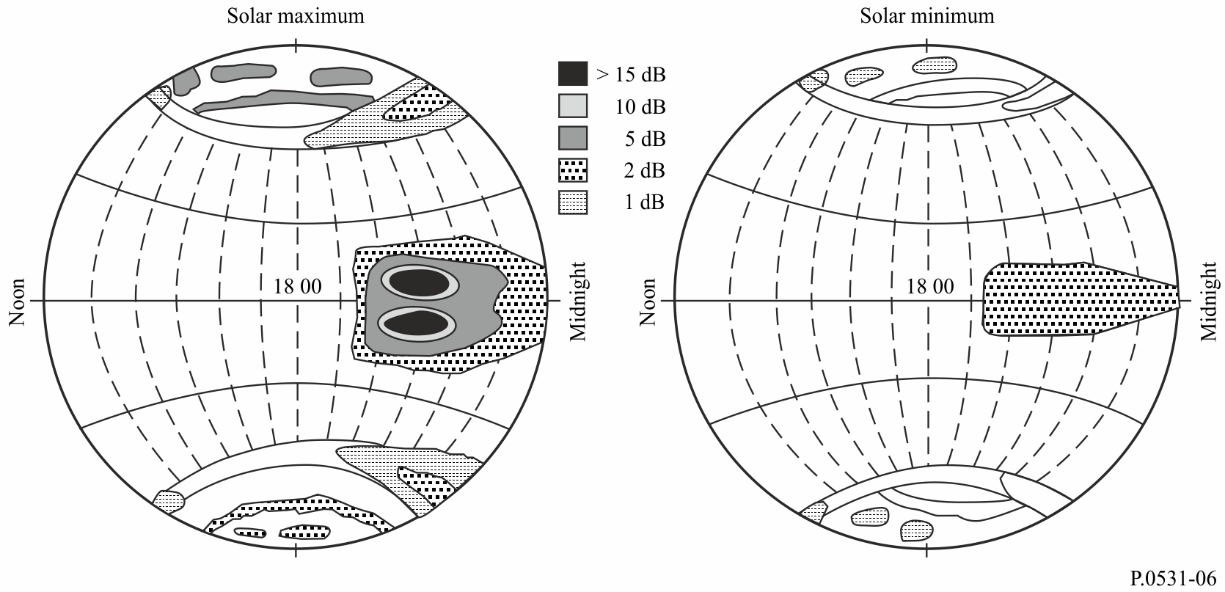 Solar maximum
Solar minimum
> 15 dB
10 dB
5 dB
2 dB
1 dB
Noon
18 00
Midnight
Noon
18 00
Midnight
P.0531-06